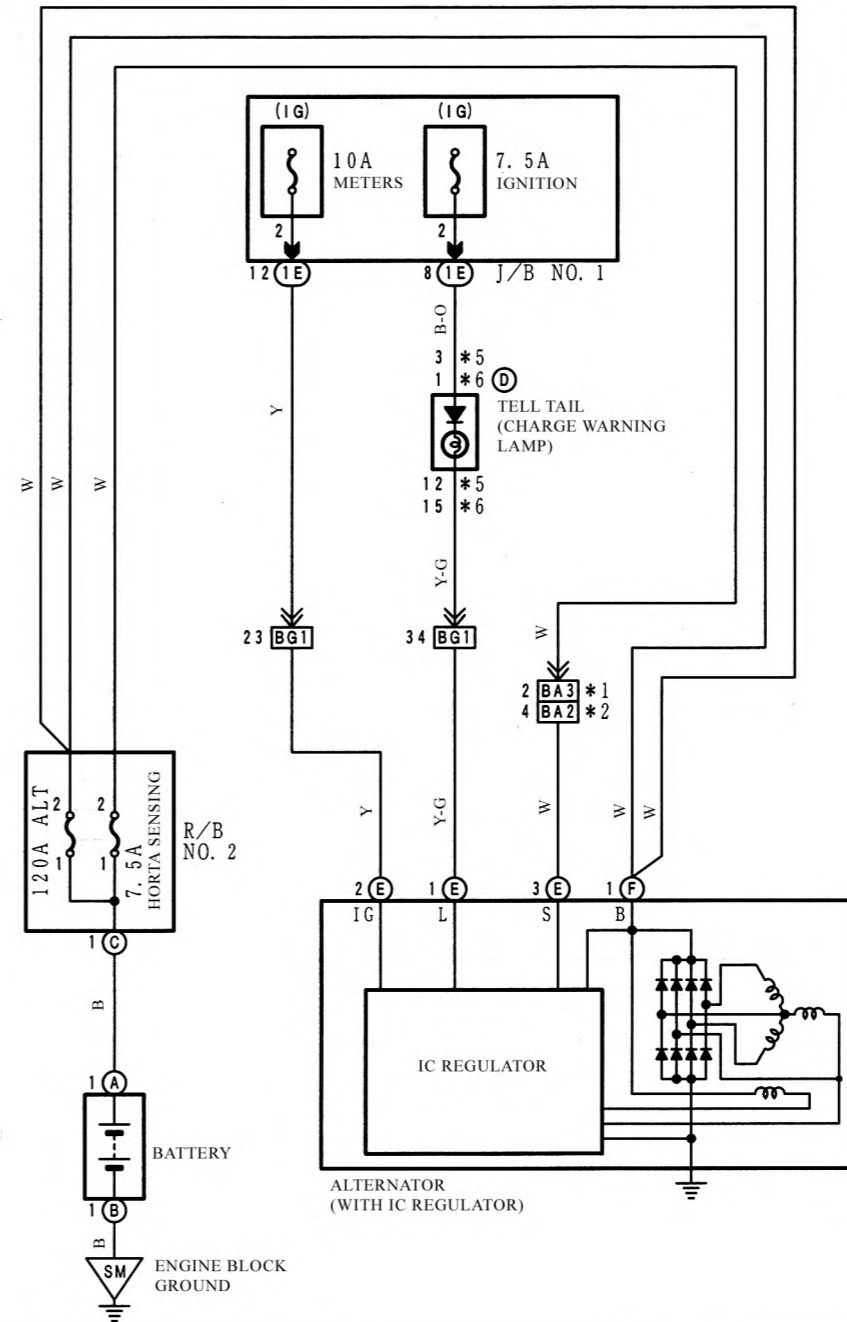 (IG) (IG)
10A
METERS
7. 5A
IGNITION
2 2
12 1E 8 1E J/B NO. 1
B-O
3 *5
1 *6 D
TELL TAIL
(CHARGE WARNING
LAMP)
Y
12 *5
15 *6
W W W
Y-G
W
23 BG1 34 BG1
2 BA3 *1
4 BA2 *2
120A ALT
2 2
1 1
7. 5A
HORTA SENSING
R/B
NO. 2
Y Y-G W W W
2 E 1 E 3 E 1 F
IG L S B
1 C
B
IC REGULATOR
1 A
BATTERY
1 B
B
ALTERNATOR
(WITH IC REGULATOR)
SM
ENGINE BLOCK
GROUND